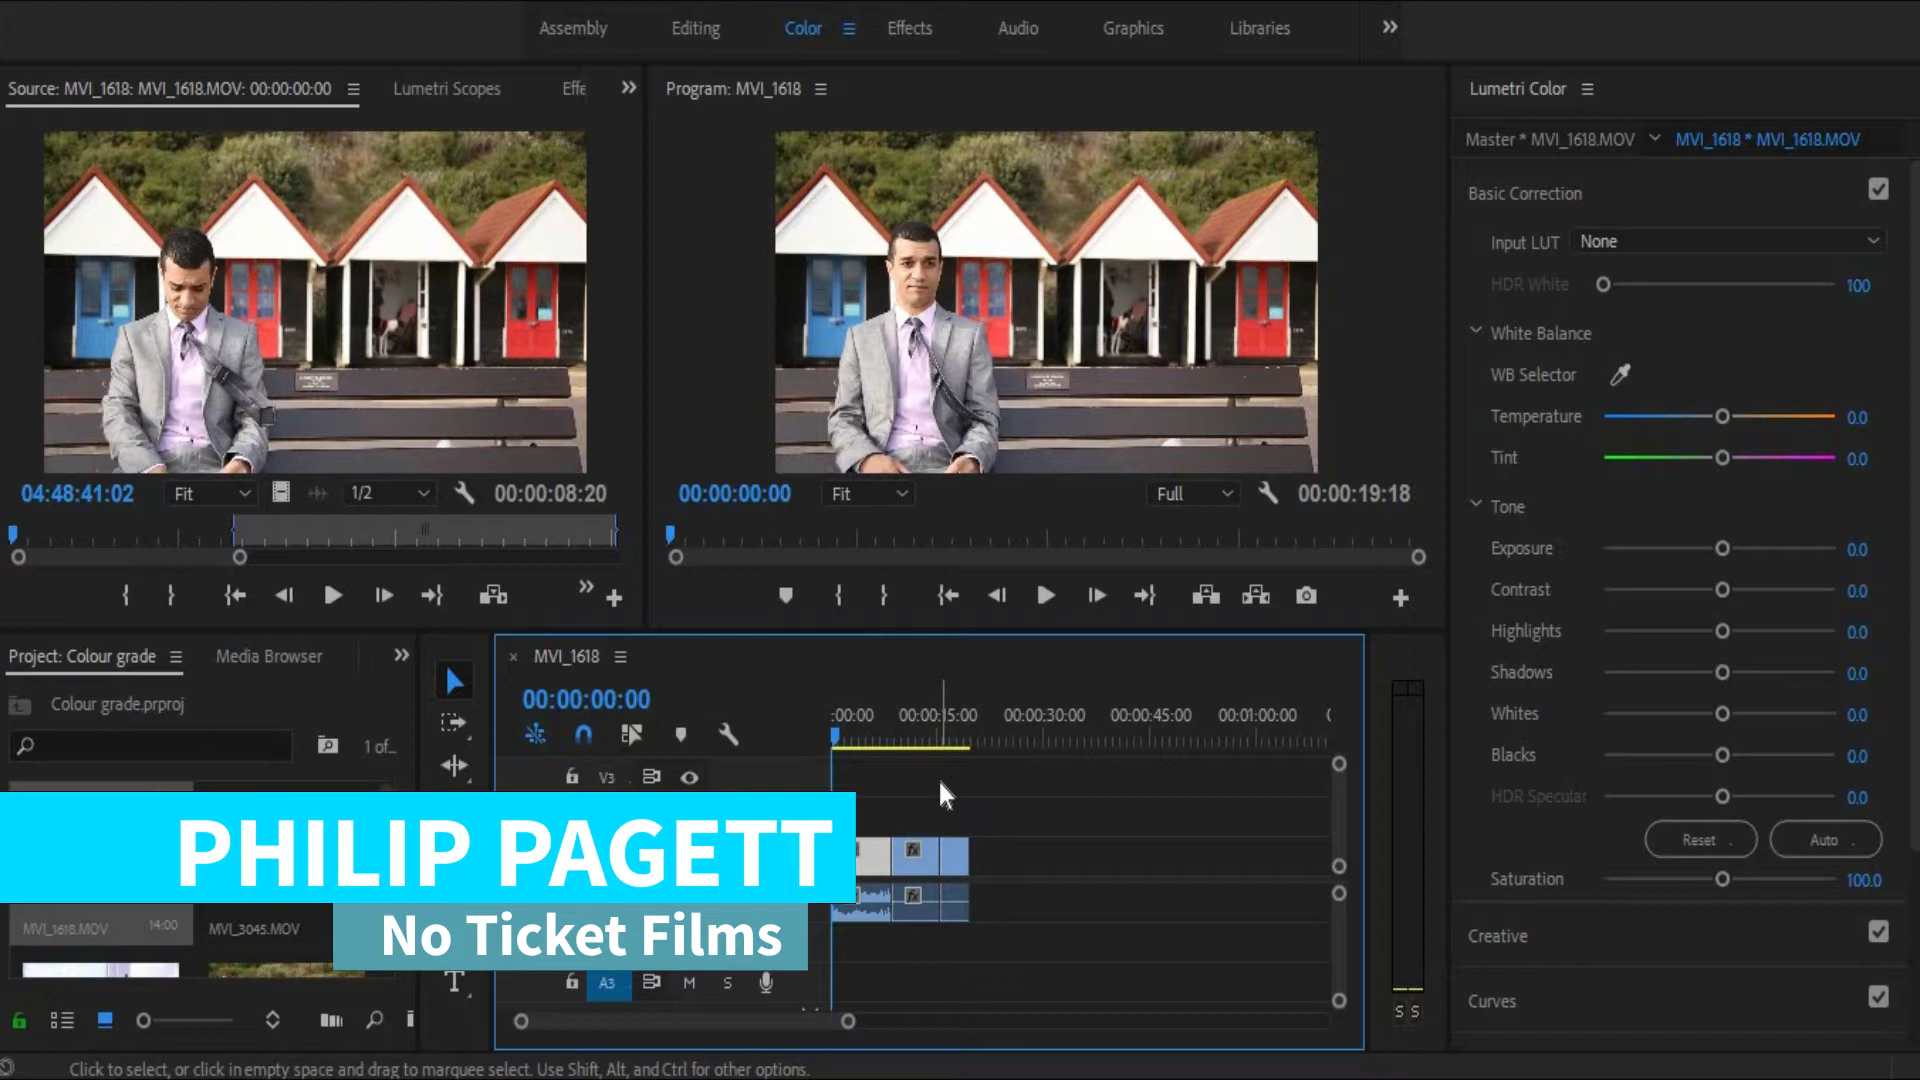 Assembly Editing Color Effects Audio Graphics Libraries
Source: MVI_1618: MVI_1618.MOV: 00:00:00:00 Lumetri Scopes Effe
Program: MVI_1618
Lumetri Color
Master * MVI_1618.MOV MVI_1618 * MVI_1618.MOV
Basic Correction
Input LUT None
HDR White 100
White Balance
WB Selector
Temperature 0.0
Tint 0.0
Tone
Exposure 0.0
Contrast 0.0
Highlights 0.0
Shadows 0.0
Whites 0.0
Blacks 0.0
HDR Specular 0.0
Reset Auto
Saturation 100.0
Creative
Curves
04:48:41:02 Fit 1/2 00:00:08:20
00:00:00:00 Fit Full 00:00:19:18
Project: Colour grade Media Browser
Colour grade.prproj
1 of...
MVI_1618.MOV 14:00 MVI_3045.MOV
× MVI_1618
00:00:00:00
:00:00 00:00:15:00 00:00:30:00 00:00:45:00 00:01:00:00
V3
A3 M S
S S
PHILIP PAGETT
No Ticket Films
Click to select, or click in empty space and drag to marquee select. Use Shift, Alt, and Ctrl for other options.